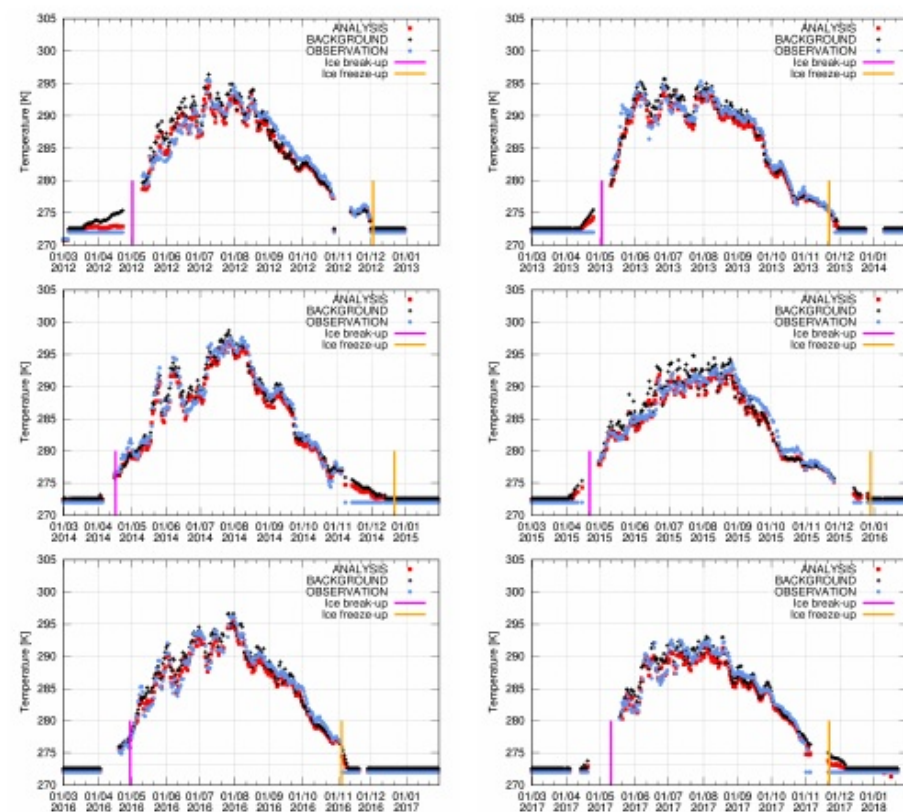 305
300
295
290
285
280
275
270
Temperature [K]
ANALYSIS
BACKGROUND
OBSERVATION
Ice break-up
Ice freeze-up
01/03 01/04 01/05 01/06 01/07 01/08 01/09 01/10 01/11 01/12 01/01
2012 2012 2012 2012 2012 2012 2012 2012 2012 2012 2013
305
300
295
290
285
280
275
270
Temperature [K]
ANALYSIS
BACKGROUND
OBSERVATION
Ice break-up
Ice freeze-up
01/03 01/04 01/05 01/06 01/07 01/08 01/09 01/10 01/11 01/12 01/01
2013 2013 2013 2013 2013 2013 2013 2013 2013 2013 2014
305
300
295
290
285
280
275
270
Temperature [K]
ANALYSIS
BACKGROUND
OBSERVATION
Ice break-up
Ice freeze-up
01/03 01/04 01/05 01/06 01/07 01/08 01/09 01/10 01/11 01/12 01/01
2014 2014 2014 2014 2014 2014 2014 2014 2014 2014 2015
305
300
295
290
285
280
275
270
Temperature [K]
ANALYSIS
BACKGROUND
OBSERVATION
Ice break-up
Ice freeze-up
01/03 01/04 01/05 01/06 01/07 01/08 01/09 01/10 01/11 01/12 01/01
2015 2015 2015 2015 2015 2015 2015 2015 2015 2015 2016
305
300
295
290
285
280
275
270
Temperature [K]
ANALYSIS
BACKGROUND
OBSERVATION
Ice break-up
Ice freeze-up
01/03 01/04 01/05 01/06 01/07 01/08 01/09 01/10 01/11 01/12 01/01
2016 2016 2016 2016 2016 2016 2016 2016 2016 2016 2017
305
300
295
290
285
280
275
270
Temperature [K]
ANALYSIS
BACKGROUND
OBSERVATION
Ice break-up
Ice freeze-up
01/03 01/04 01/05 01/06 01/07 01/08 01/09 01/10 01/11 01/12 01/01
2017 2017 2017 2017 2017 2017 2017 2017 2017 2017 2018